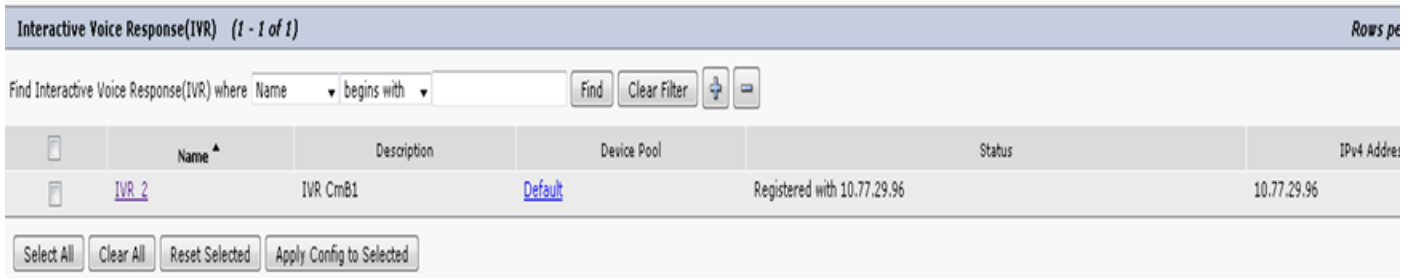 Interactive Voice Response(IVR) (1 - 1 of 1) Rows pe
Find Interactive Voice Response(IVR) where Name begins with Find Clear Filter
Name Description Device Pool Status IPv4 Addres
IVR_2 IVR CmB1 Default Registered with 10.77.29.96 10.77.29.96
Select All Clear All Reset Selected Apply Config to Selected